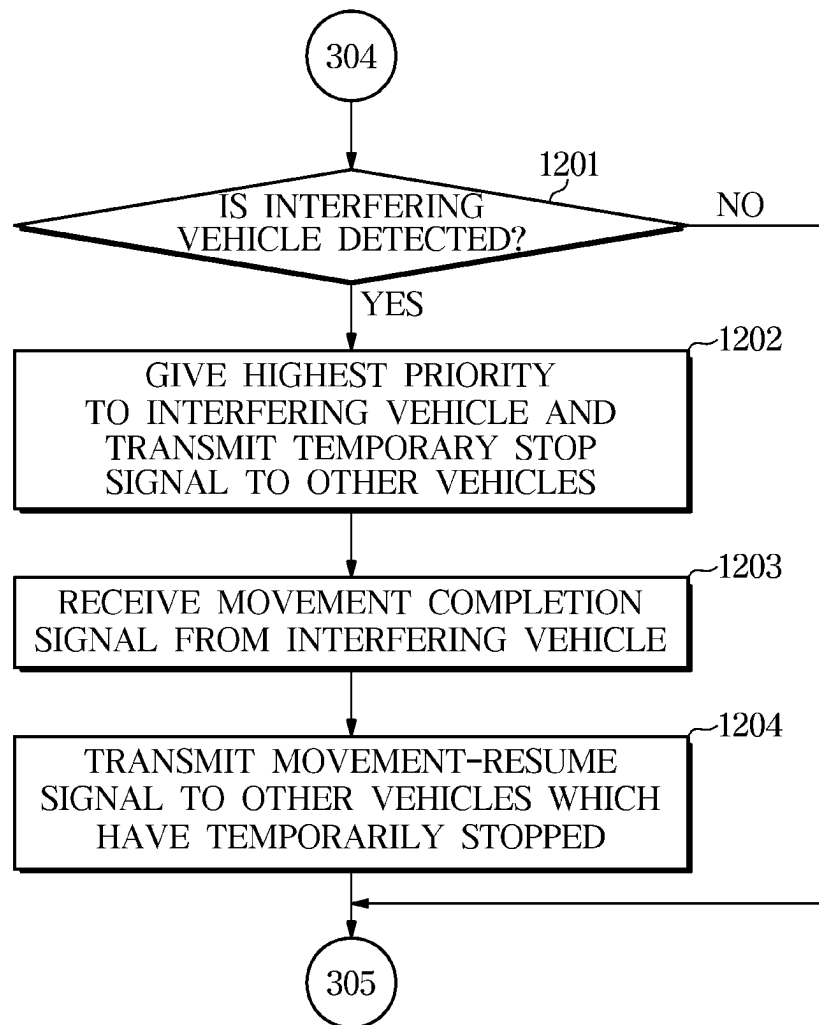 304
1201
IS INTERFERING
VEHICLE DETECTED?
NO
YES
1202
GIVE HIGHEST PRIORITY
TO INTERFERING VEHICLE AND
TRANSMIT TEMPORARY STOP
SIGNAL TO OTHER VEHICLES
1203
RECEIVE MOVEMENT COMPLETION
SIGNAL FROM INTERFERING VEHICLE
1204
TRANSMIT MOVEMENT-RESUME
SIGNAL TO OTHER VEHICLES WHICH
HAVE TEMPORARILY STOPPED
305